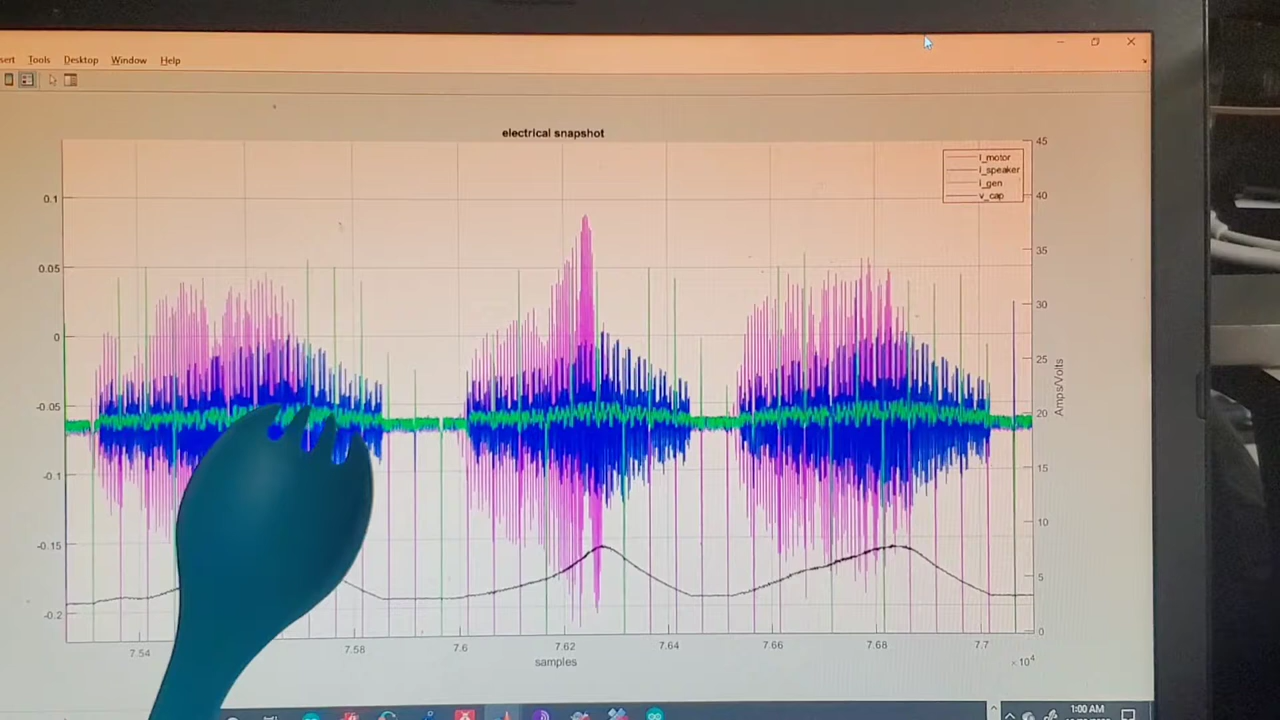 sert Tools Desktop Window Help
electrical snapshot
I_motor
I_speaker
I_gen
v_cap
0.1
0.05
0
-0.05
-0.1
-0.15
-0.2
45
40
35
30
25
20
15
10
5
0
Amps/Volts
7.54 7.58 7.6 7.62 7.64 7.66 7.68 7.7
×10⁴
samples
1:00 AM